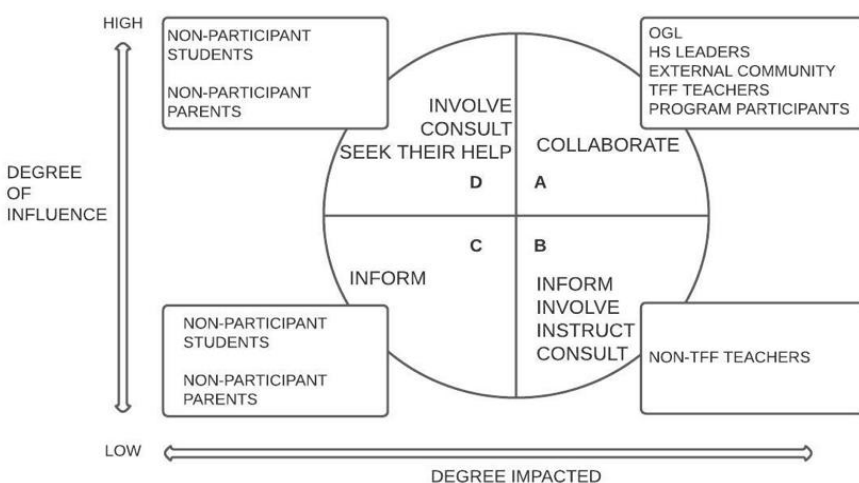 HIGH
NON-PARTICIPANT
STUDENTS
NON-PARTICIPANT
PARENTS
OGL
HS LEADERS
EXTERNAL COMMUNITY
TFF TEACHERS
PROGRAM PARTICIPANTS
INVOLVE
CONSULT
SEEK THEIR HELP
COLLABORATE
D
A
DEGREE
OF
INFLUENCE
C
B
INFORM
INFORM
INVOLVE
INSTRUCT
CONSULT
NON-PARTICIPANT
STUDENTS
NON-PARTICIPANT
PARENTS
NON-TFF TEACHERS
LOW
DEGREE IMPACTED